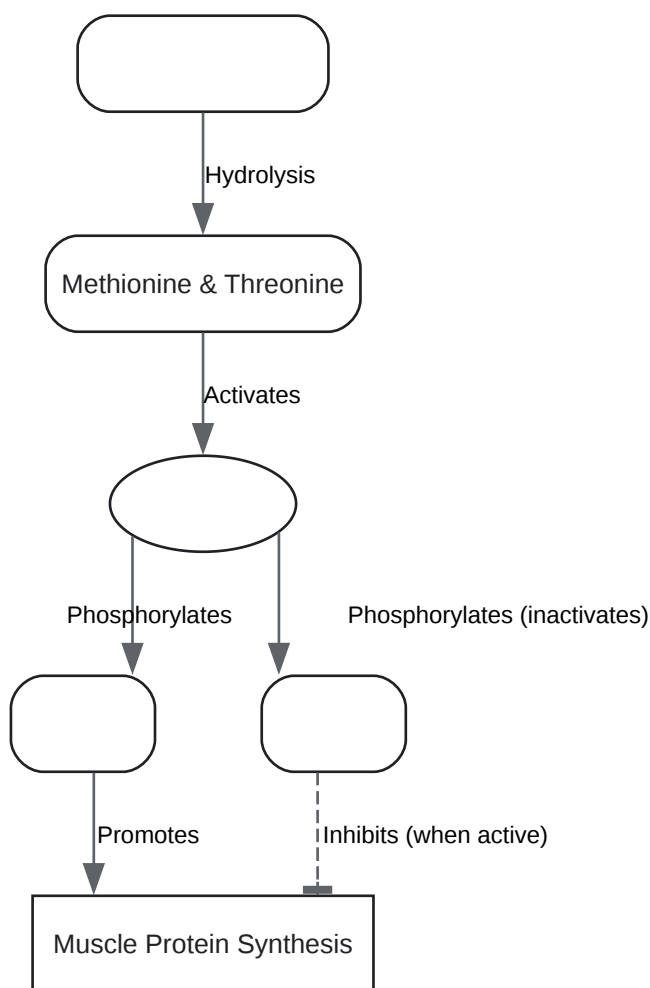 Hydrolysis
Methionine & Threonine
Activates
Phosphorylates
Phosphorylates (inactivates)
Promotes
Inhibits (when active)
Muscle Protein Synthesis